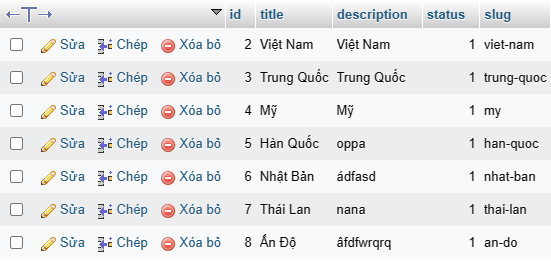 id title description status slug
Sửa Chép Xóa bỏ 2 Việt Nam Việt Nam 1 viet-nam
Sửa Chép Xóa bỏ 3 Trung Quốc Trung Quốc 1 trung-quoc
Sửa Chép Xóa bỏ 4 Mỹ Mỹ 1 my
Sửa Chép Xóa bỏ 5 Hàn Quốc oppa 1 han-quoc
Sửa Chép Xóa bỏ 6 Nhật Bản ádfasd 1 nhat-ban
Sửa Chép Xóa bỏ 7 Thái Lan nana 1 thai-lan
Sửa Chép Xóa bỏ 8 Ấn Độ âfdfwrqrq 1 an-do